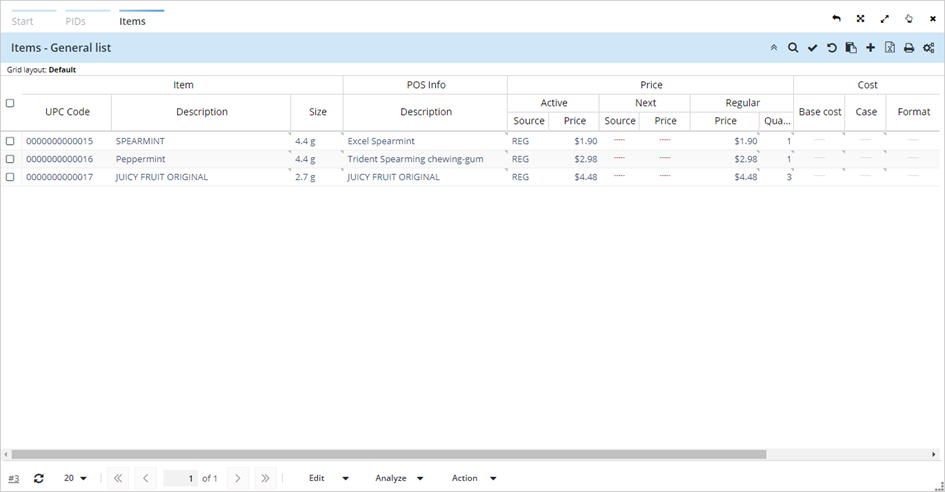 Start PIDs Items
Items - General list
Grid layout: Default
Item POS Info Price Cost
UPC Code Description Size Description Active Next Regular Base cost Case Format
Source Price Source Price Price Qua...
0000000000015 SPEARMINT 4.4 g Excel Spearmint REG $1.90 ---- ---- $1.90 1
0000000000016 Peppermint 4.4 g Trident Spearming chewing-gum REG $2.98 ---- ---- $2.98 1
0000000000017 JUICY FRUIT ORIGINAL 2.7 g JUICY FRUIT ORIGINAL REG $4.48 ---- ---- $4.48 3
#3 20 1 of 1 Edit Analyze Action